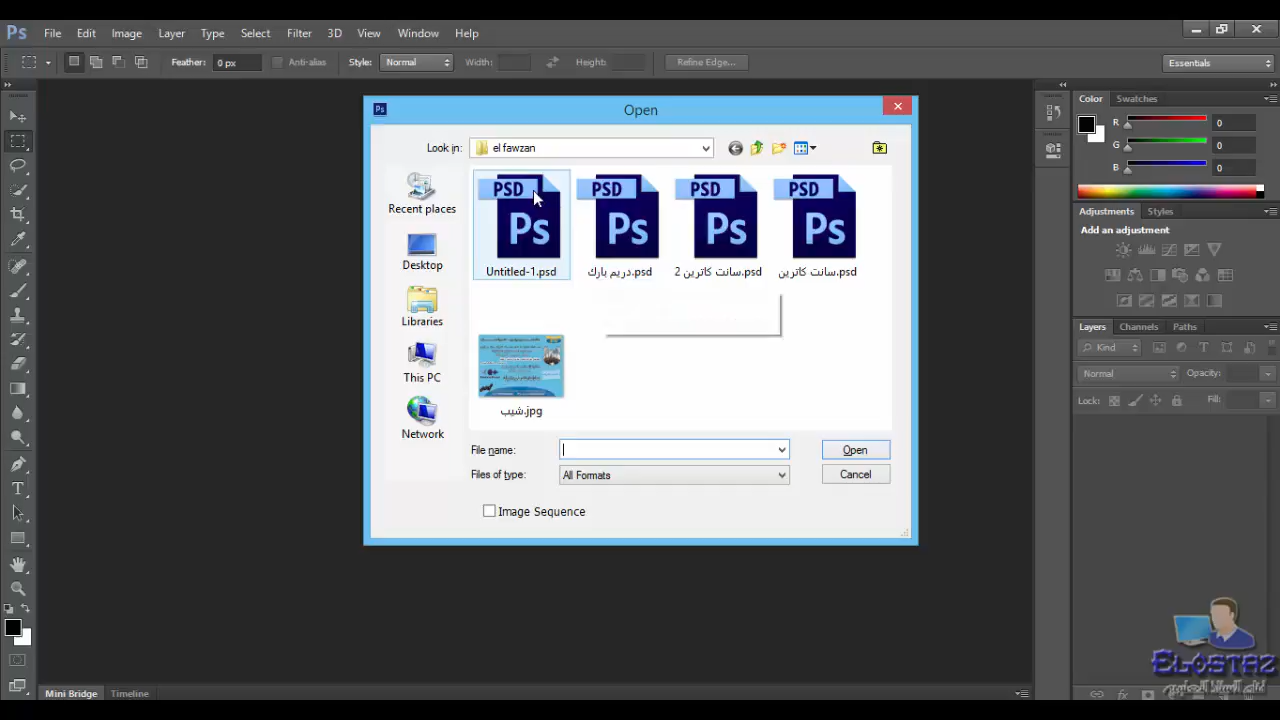 Ps File Edit Image Layer Type Select Filter 3D View Window Help
Feather: 0 px Anti-alias Style: Normal Width: Height: Refine Edge... Essentials
Open
Look in: el fawzan
Recent places
Desktop
Libraries
This PC
Network
PSD PSD PSD PSD
Ps Ps Ps Ps
Untitled-1.psd دريم بارك.psd سانت كاترين 2.psd سانت كاترين.psd
شيب.jpg
File name: Open
Files of type: All Formats Cancel
Image Sequence
Color Swatches
R 0
G 0
B 0
Adjustments Styles
Add an adjustment
Layers Channels Paths
Kind
Normal Opacity:
Lock: Fill:
Mini Bridge Timeline
ELOSTAZ